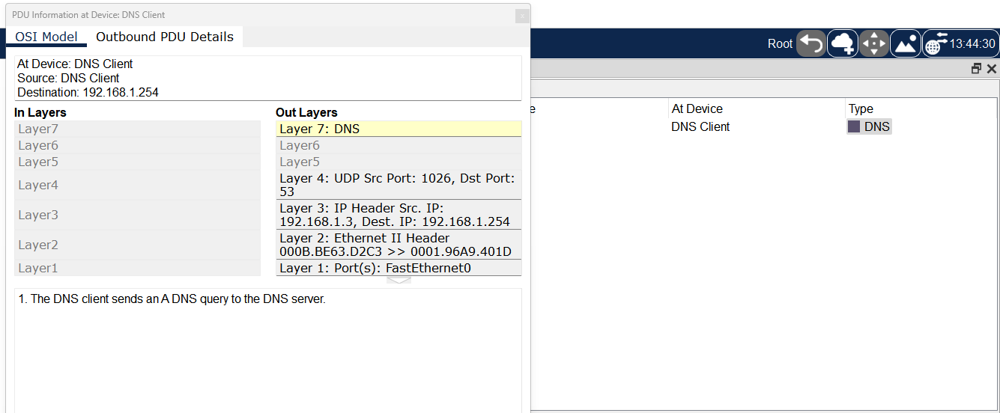 PDU Information at Device: DNS Client
x
OSI Model
Outbound PDU Details
Root
13:44:30
At Device: DNS Client
Source: DNS Client
Destination: 192.168.1.254
In Layers
Out Layers
Layer7
Layer 7: DNS
Layer6
Layer6
Layer5
Layer5
Layer4
Layer 4: UDP Src Port: 1026, Dst Port:
53
Layer3
Layer 3: IP Header Src. IP:
192.168.1.3, Dest. IP: 192.168.1.254
Layer2
Layer 2: Ethernet II Header
000B.BE63.D2C3 >> 0001.96A9.401D
Layer1
Layer 1: Port(s): FastEthernet0
1. The DNS client sends an A DNS query to the DNS server.
e
At Device
Type
DNS Client
DNS